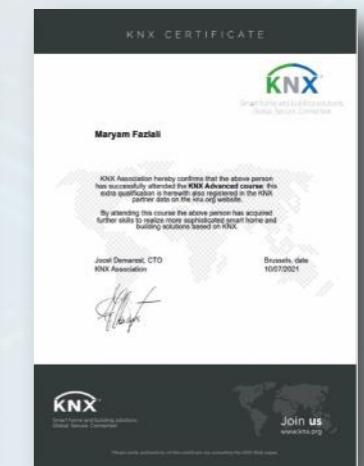 KNX CERTIFICATE
KNX
Smart home and building solutions.
Global. Secure. Connected.
Maryam Fazlali
KNX Association hereby confirms that the above person
has successfully attended the KNX Advanced course: this
extra qualification is herewith also registered in the KNX
partner data on the knx.org website.
By attending this course the above person has acquired
further skills to realize more sophisticated smart home and
building solutions based on KNX.
Joost Demarest, CTO
KNX Association
Brussels, date
10/07/2021
KNX
Smart home and building solutions.
Global. Secure. Connected.
Join us
www.knx.org